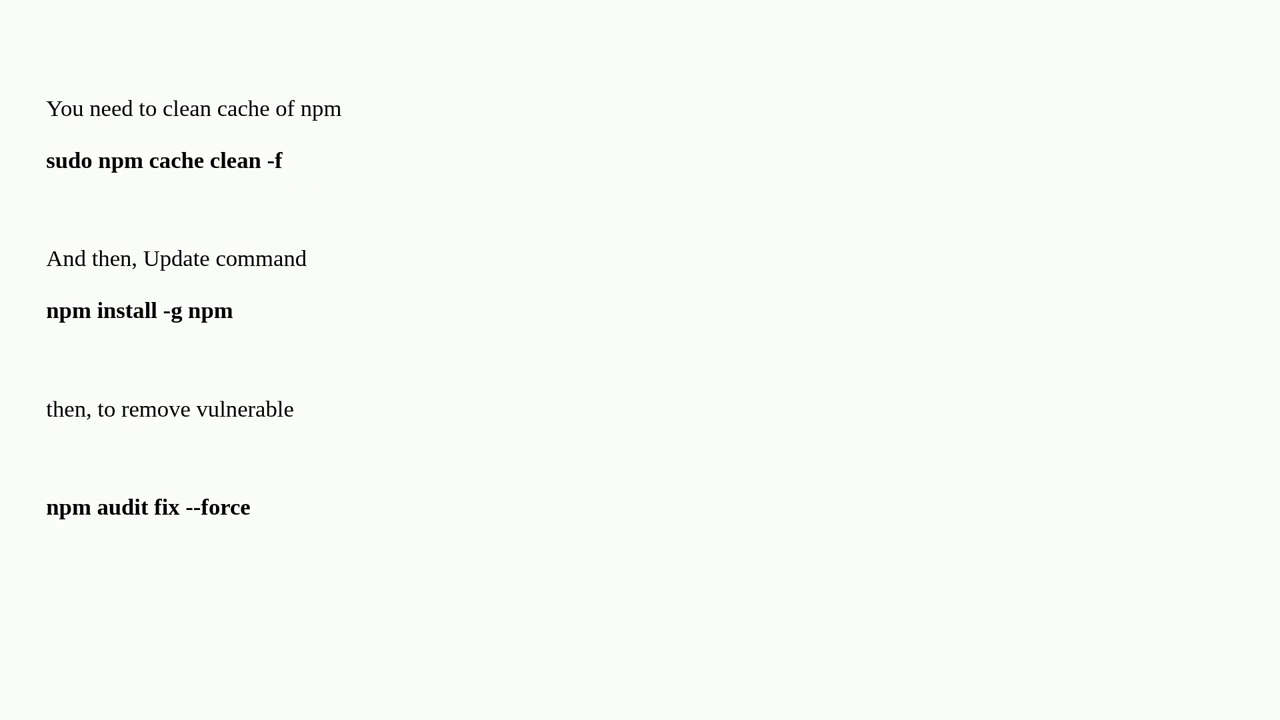 You need to clean cache of npm
sudo npm cache clean -f
And then, Update command
npm install -g npm
then, to remove vulnerable
npm audit fix --force